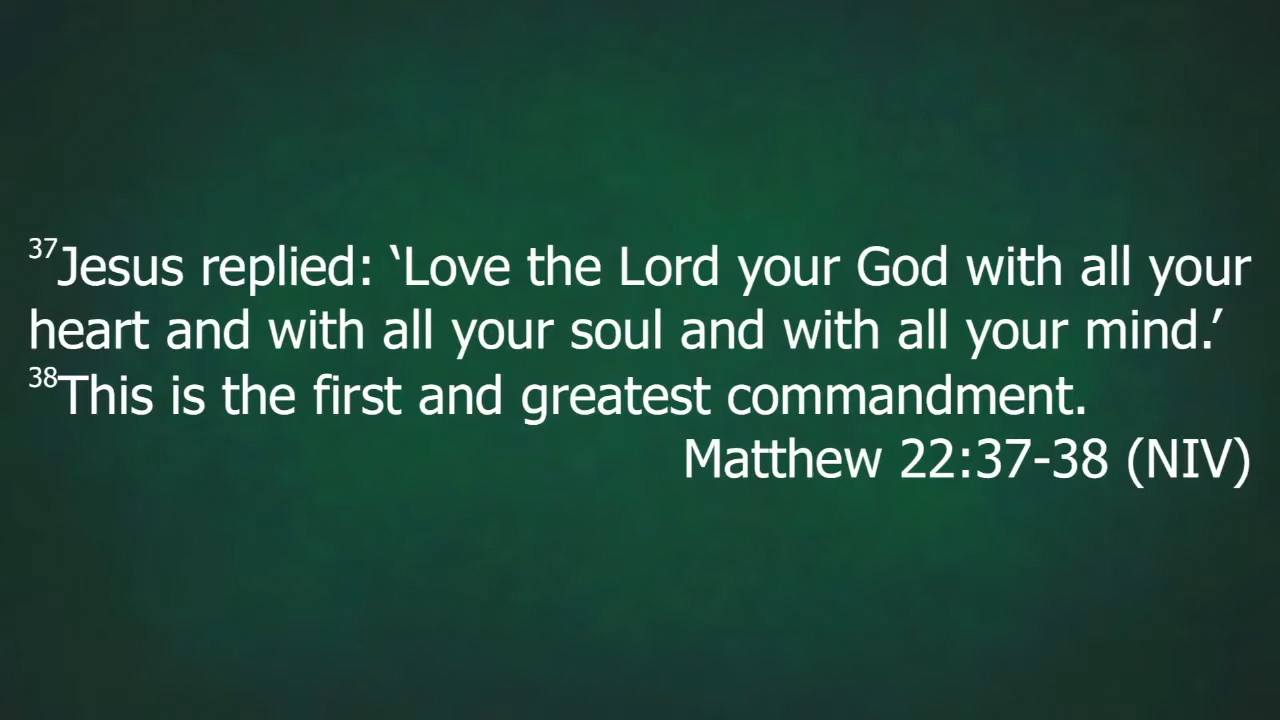 ³⁷Jesus replied: ‘Love the Lord your God with all your
heart and with all your soul and with all your mind.’
³⁸This is the first and greatest commandment.
Matthew 22:37-38 (NIV)